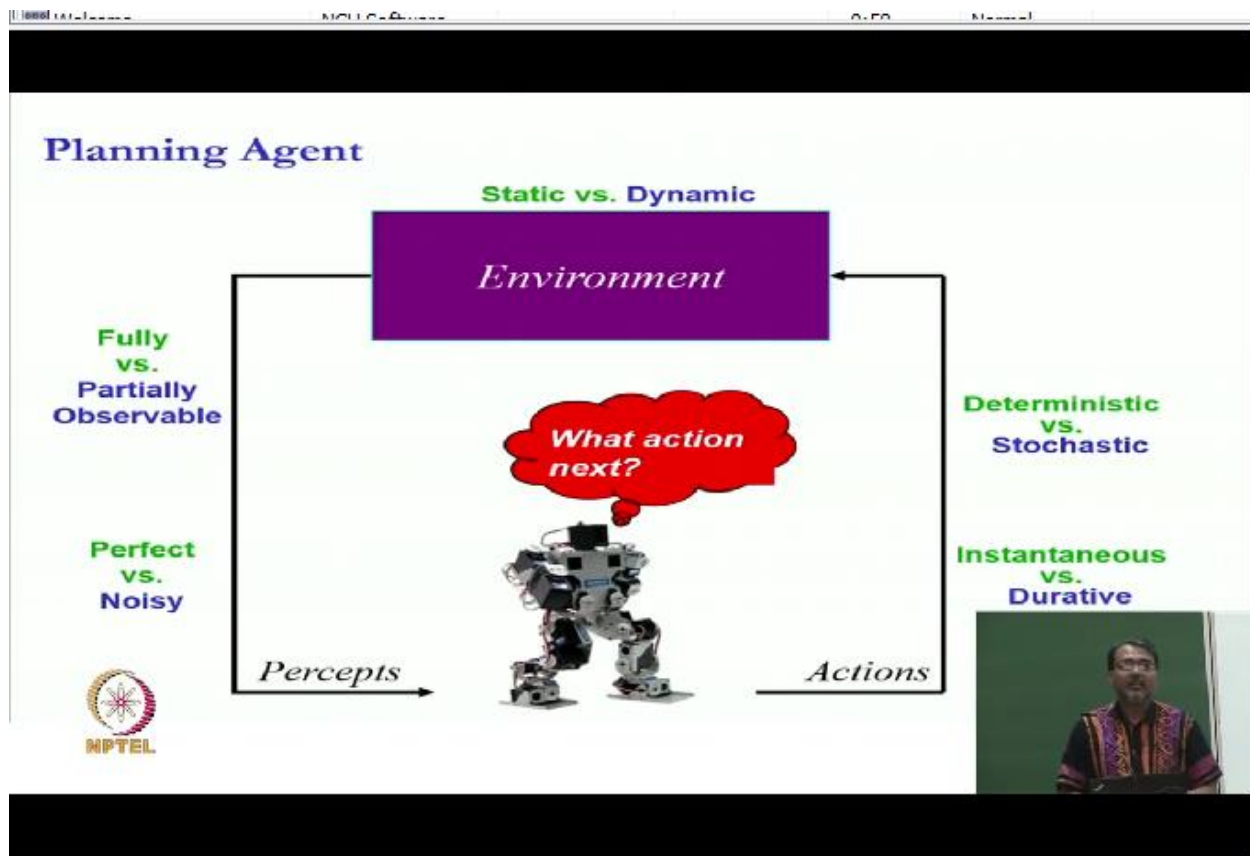 Planning Agent
Static vs. Dynamic
Environment
Fully
vs.
Partially
Observable
What action
next?
Deterministic
vs.
Stochastic
Perfect
vs.
Noisy
Instantaneous
vs.
Durative
Percepts
Actions
NPTEL